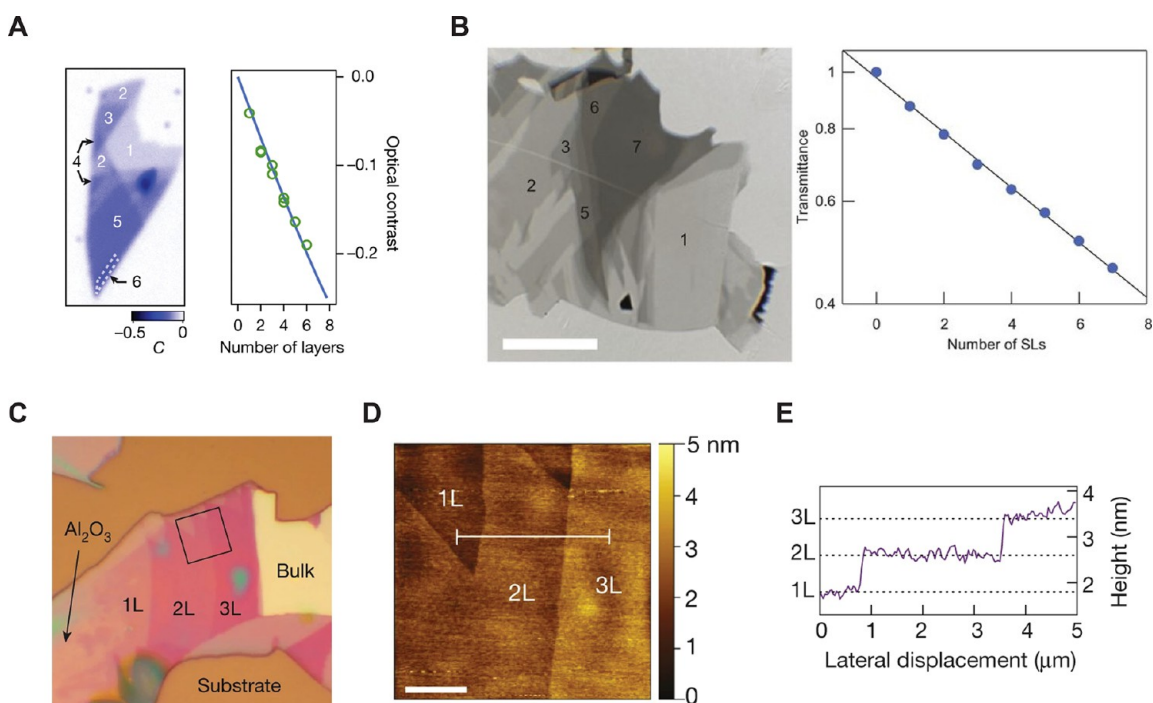 A
2
3
4
2
1
5
6
−0.5
0
C
0.0
−0.1
−0.2
Optical contrast
0 2 4 6 8
Number of layers
B
6
3
7
2
5
1
Transmittance
1
0.8
0.6
0.4
0 2 4 6 8
Number of SLs
C
Al₂O₃
Bulk
1L 2L 3L
Substrate
D
1L
2L
3L
5 nm
4
3
2
1
0
E
3L
2L
1L
4
3
2
Height (nm)
0 1 2 3 4 5
Lateral displacement (μm)